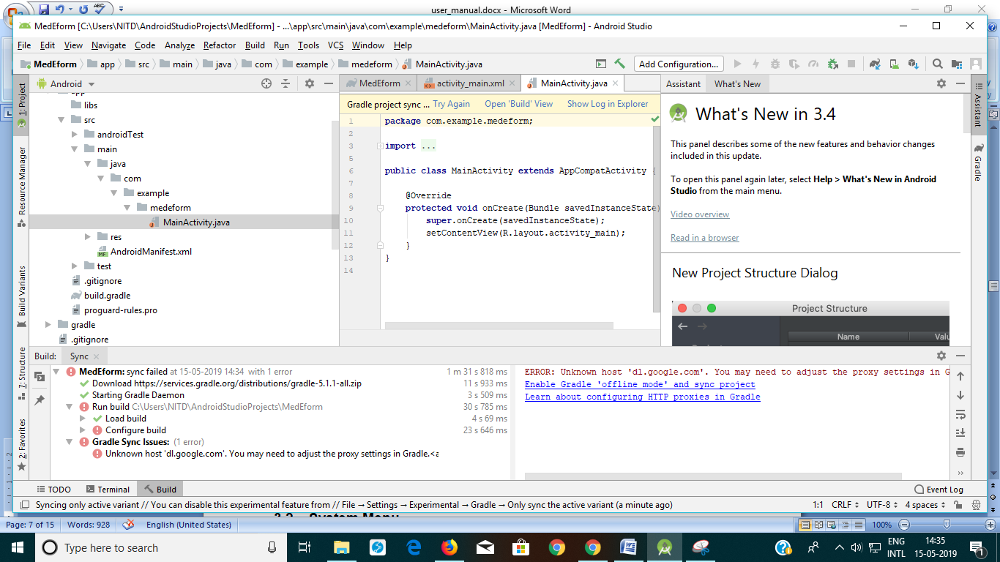 user_manual.docx - Microsoft Word
MedEform [C:\Users\NITD\AndroidStudioProjects\MedEform] - ...\app\src\main\java\com\example\medeform\MainActivity.java [MedEform] - Android Studio
File Edit View Navigate Code Analyze Refactor Build Run Tools VCS Window Help
MedEform app src main java com example medeform MainActivity.java
Add Configuration...
1: Project
Resource Manager
Build Variants
7: Structure
2: Favorites
Android
libs
src
androidTest
main
java
com
example
medeform
MainActivity.java
res
AndroidManifest.xml
test
.gitignore
build.gradle
proguard-rules.pro
gradle
.gitignore
MedEform activity_main.xml MainActivity.java
Gradle project sync ... Try Again Open 'Build' View Show Log in Explorer
1 package com.example.medeform;
2
3 import ...
5
6 public class MainActivity extends AppCompatActivity {
7
8 @Override
9 protected void onCreate(Bundle savedInstanceState)
10 super.onCreate(savedInstanceState);
11 setContentView(R.layout.activity_main);
12 }
13 }
14
Assistant What's New
What's New in 3.4
This panel describes some of the new features and behavior changes
included in this update.
To open this panel again later, select Help > What's New in Android
Studio from the main menu.
Video overview
Read in a browser
New Project Structure Dialog
Project Structure
Name Valu
Assistant
Gradle
Build: Sync
MedEform: sync failed at 15-05-2019 14:34 with 1 error 1 m 31 s 818 ms
Download https://services.gradle.org/distributions/gradle-5.1.1-all.zip 11 s 933 ms
Starting Gradle Daemon 3 s 509 ms
Run build C:\Users\NITD\AndroidStudioProjects\MedEform 30 s 785 ms
Load build 4 s 69 ms
Configure build 23 s 646 ms
Gradle Sync Issues: (1 error)
Unknown host 'dl.google.com'. You may need to adjust the proxy settings in Gradle.<a
ERROR: Unknown host 'dl.google.com'. You may need to adjust the proxy settings in G
Enable Gradle 'offline mode' and sync project
Learn about configuring HTTP proxies in Gradle
TODO Terminal Build Event Log
Syncing only active variant // You can disable this experimental feature from // File → Settings → Experimental → Gradle → Only sync the active variant (a minute ago) 1:1 CRLF UTF-8 4 spaces
3.2 System Menu
Page: 7 of 15 Words: 928 English (United States) 100%
Type here to search
ENG
INTL
14:35
15-05-2019
1